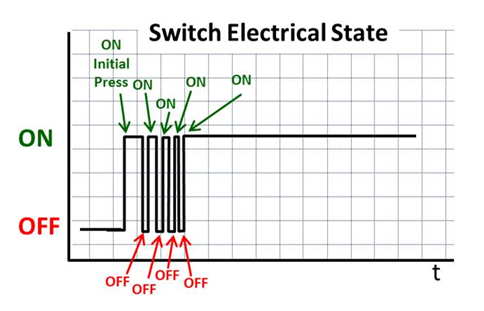 Switch Electrical State
ON
Initial
Press
ON
ON
ON
ON
ON
OFF
OFF
OFF
OFF
OFF
t